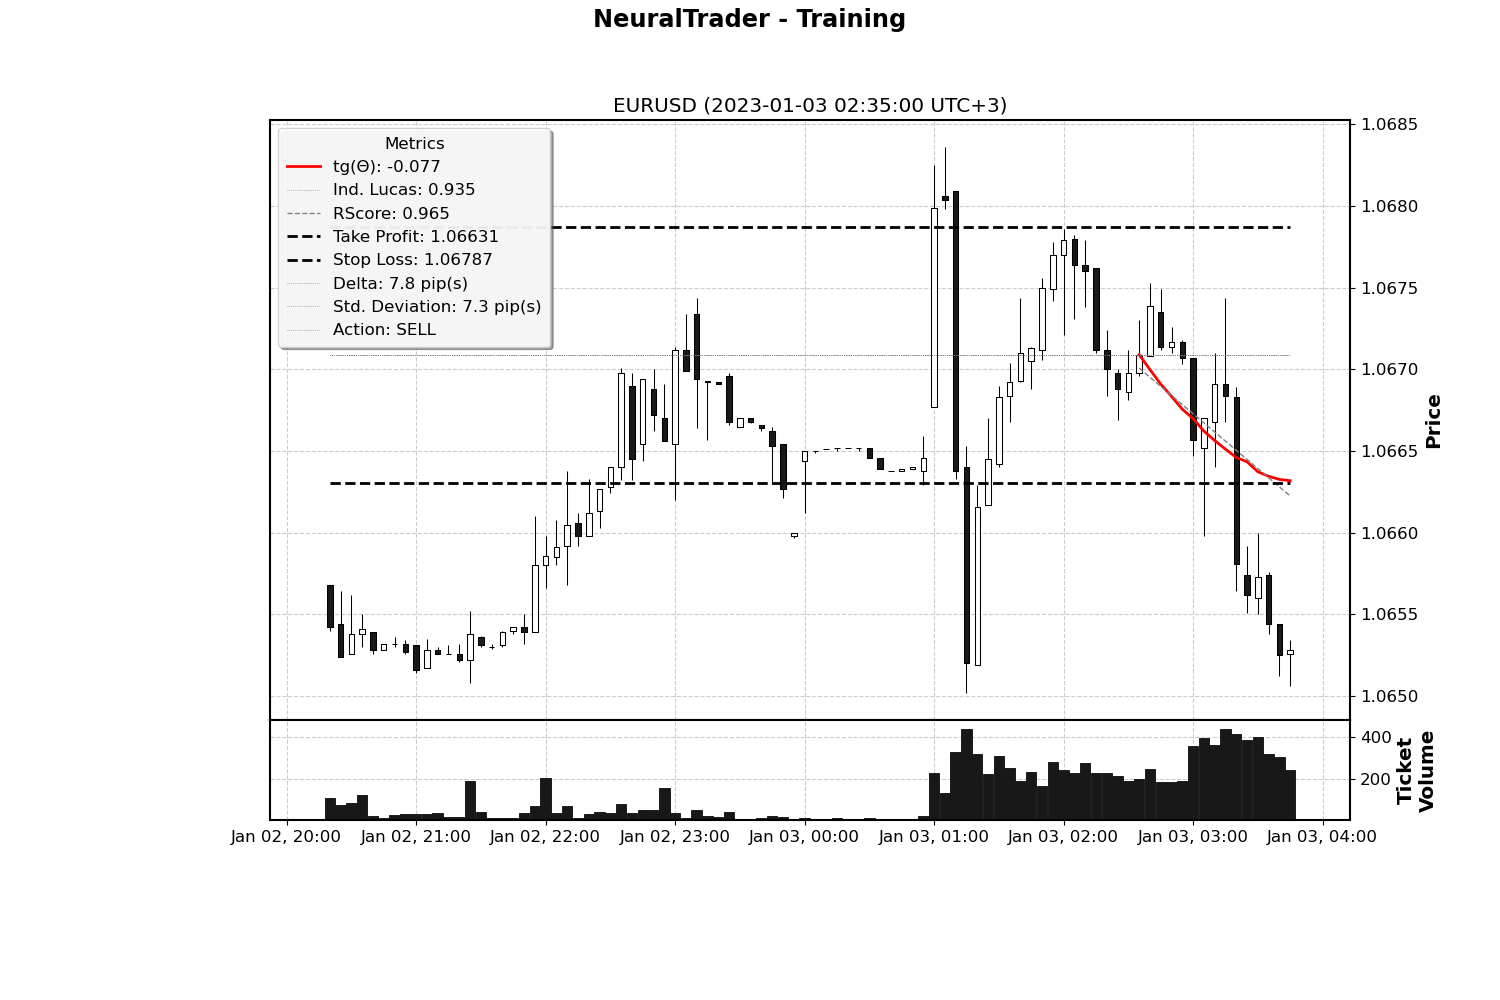 NeuralTrader - Training
EURUSD (2023-01-03 02:35:00 UTC+3)
Metrics
tg(Θ): -0.077
Ind. Lucas: 0.935
RScore: 0.965
Take Profit: 1.06631
Stop Loss: 1.06787
Delta: 7.8 pip(s)
Std. Deviation: 7.3 pip(s)
Action: SELL
1.0685
1.0680
1.0675
1.0670
1.0665
1.0660
1.0655
1.0650
Price
400
200
Ticket
Volume
Jan 02, 20:00
Jan 02, 21:00
Jan 02, 22:00
Jan 02, 23:00
Jan 03, 00:00
Jan 03, 01:00
Jan 03, 02:00
Jan 03, 03:00
Jan 03, 04:00